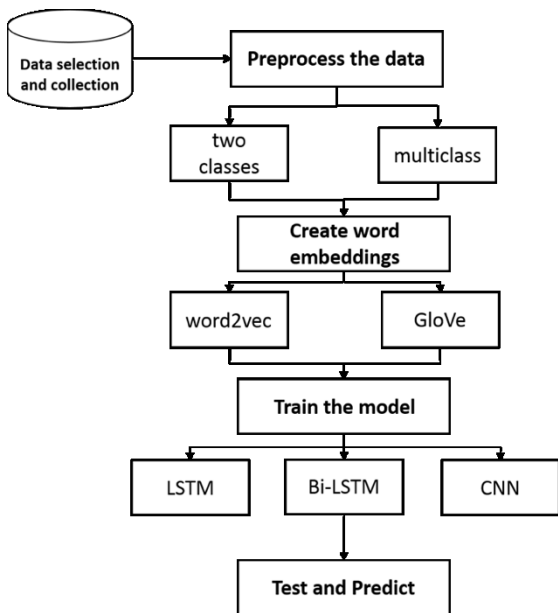 Data selection
and collection
Preprocess the data
two
classes
multiclass
Create word
embeddings
word2vec
GloVe
Train the model
LSTM
Bi-LSTM
CNN
Test and Predict